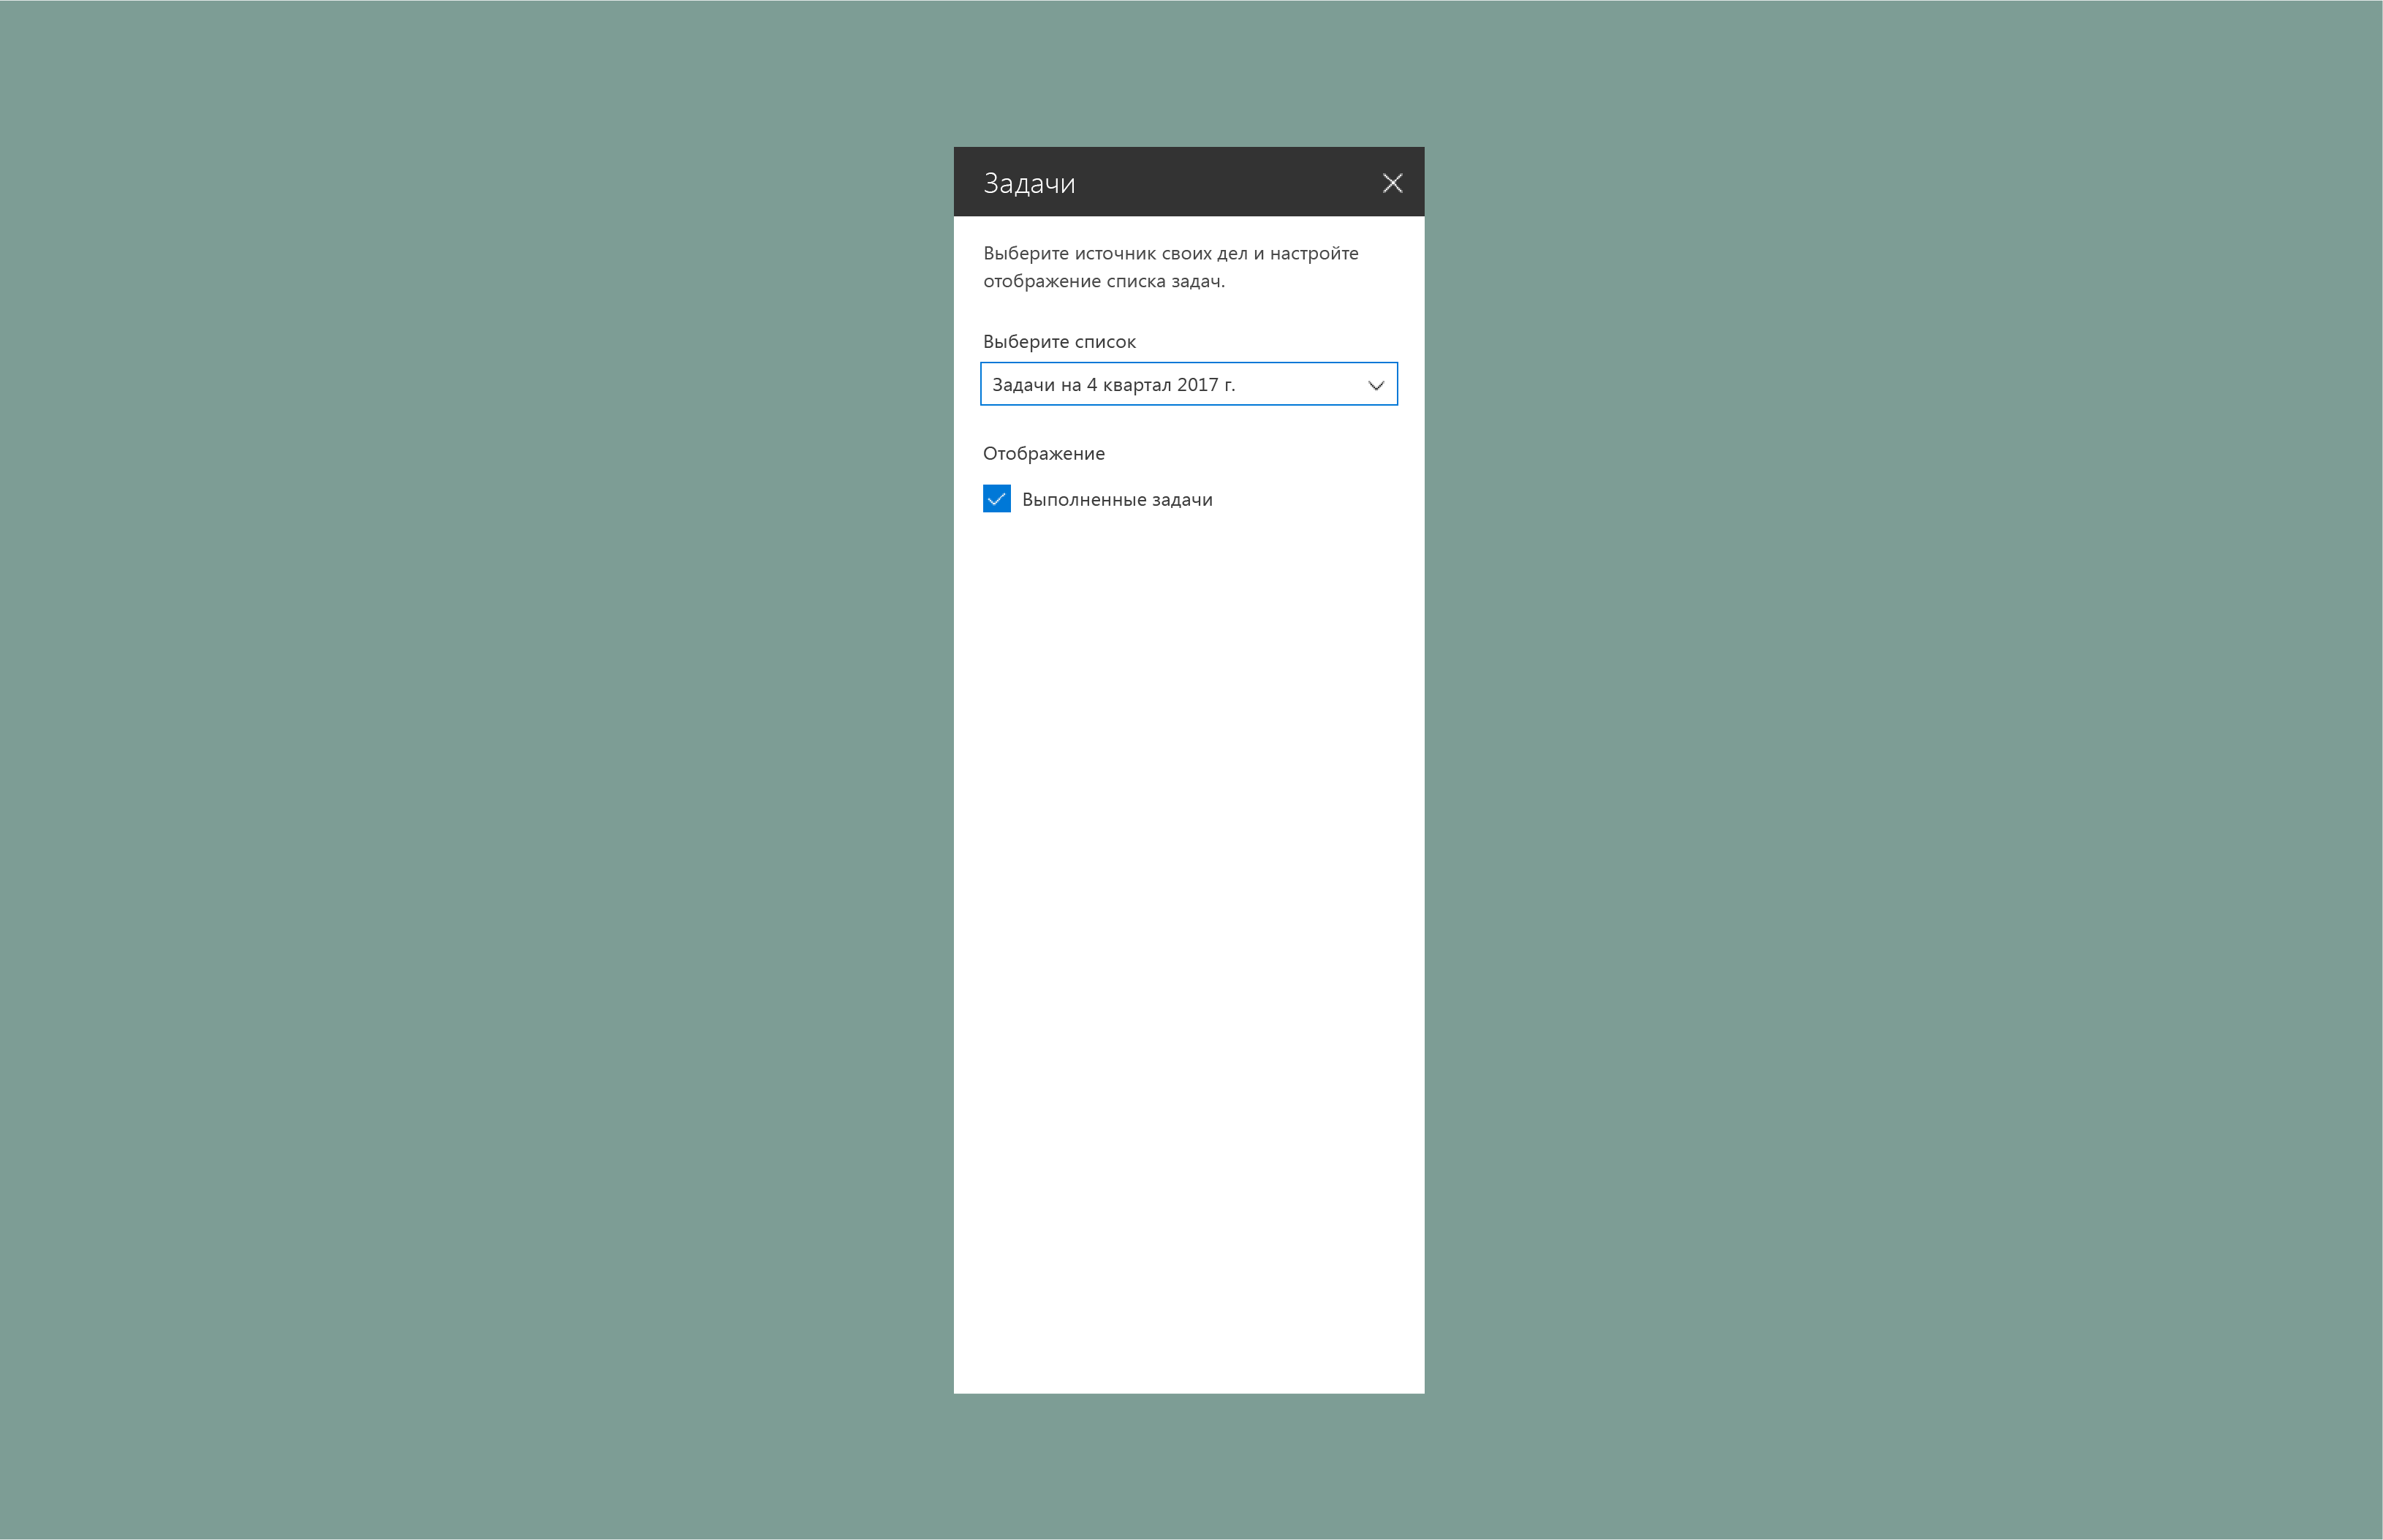 Задачи
Выберите источник своих дел и настройте
отображение списка задач.
Выберите список
Задачи на 4 квартал 2017 г.
Отображение
Выполненные задачи